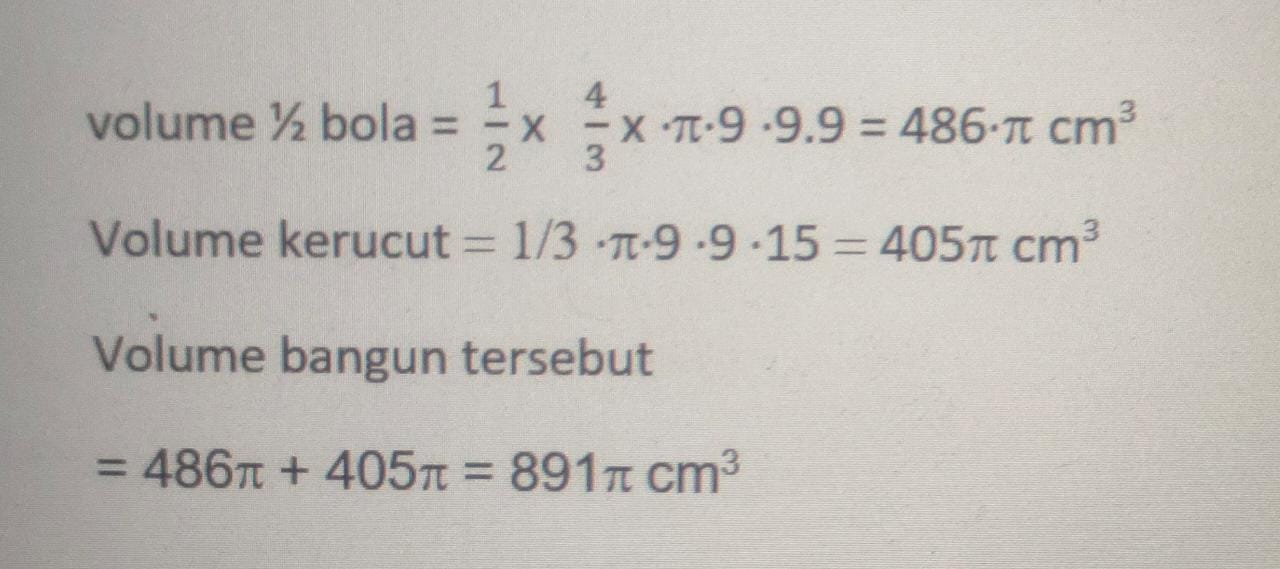 volume ½ bola = 1/2 x 4/3 x ·π·9 ·9.9 = 486·π cm³
Volume kerucut = 1/3 ·π·9 ·9 ·15 = 405π cm³
Volume bangun tersebut
= 486π + 405π = 891π cm³